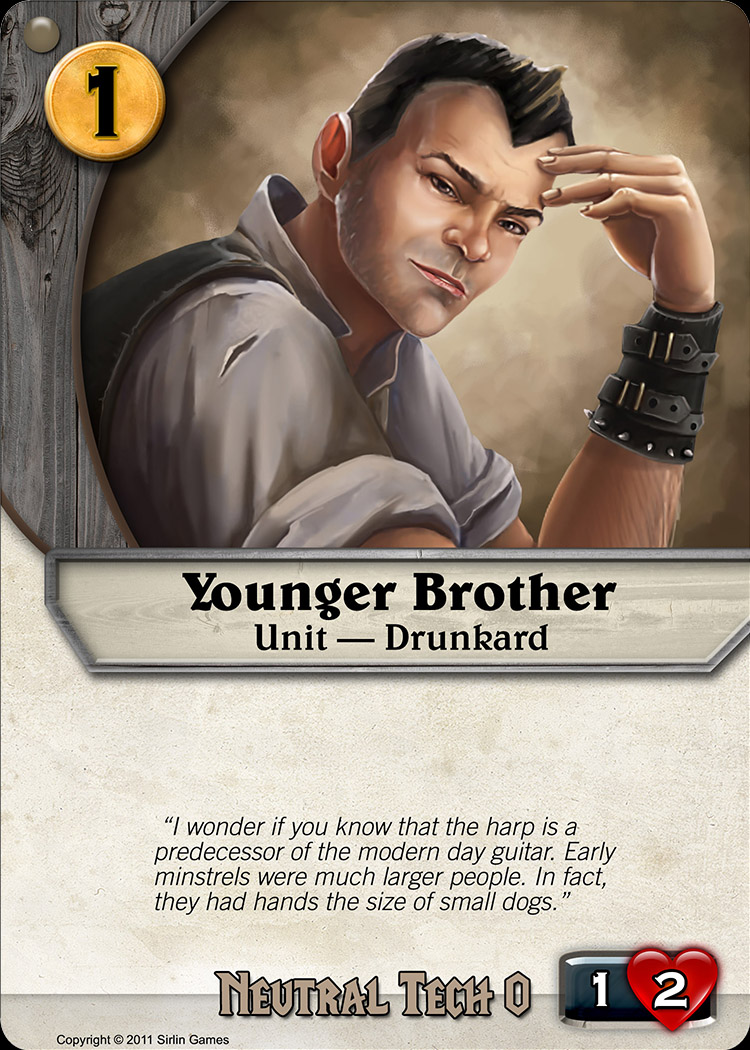 1
Younger Brother
Unit — Drunkard
“I wonder if you know that the harp is a
predecessor of the modern day guitar. Early
minstrels were much larger people. In fact,
they had hands the size of small dogs.”
Neutral Tech 0
1 2
Copyright © 2011 Sirlin Games